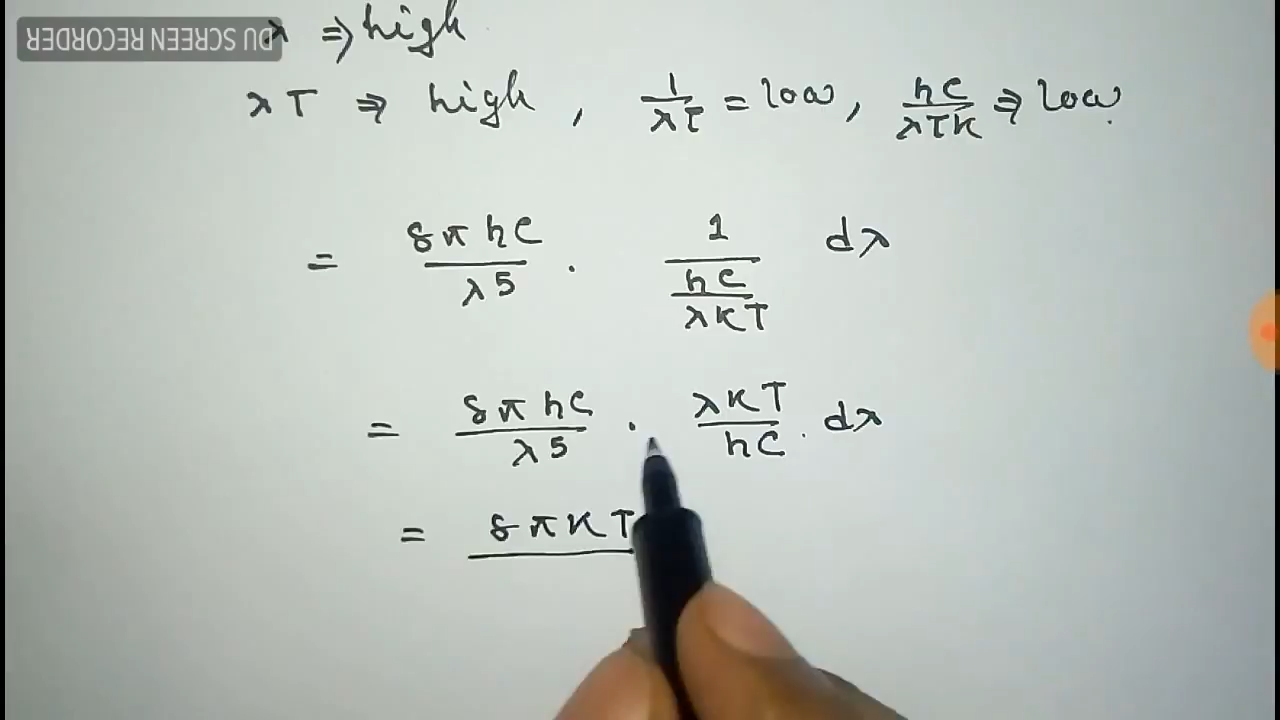 DU SCREEN RECORDER
λ ⇒ high
λT ⇒ high , 1/λT = low, hc/λTK ⇒ low.
= 8πhc/λ5 . 1/(hc/λKT) dλ
= 8πhc/λ5 . λKT/hc . dλ
= 8πKT